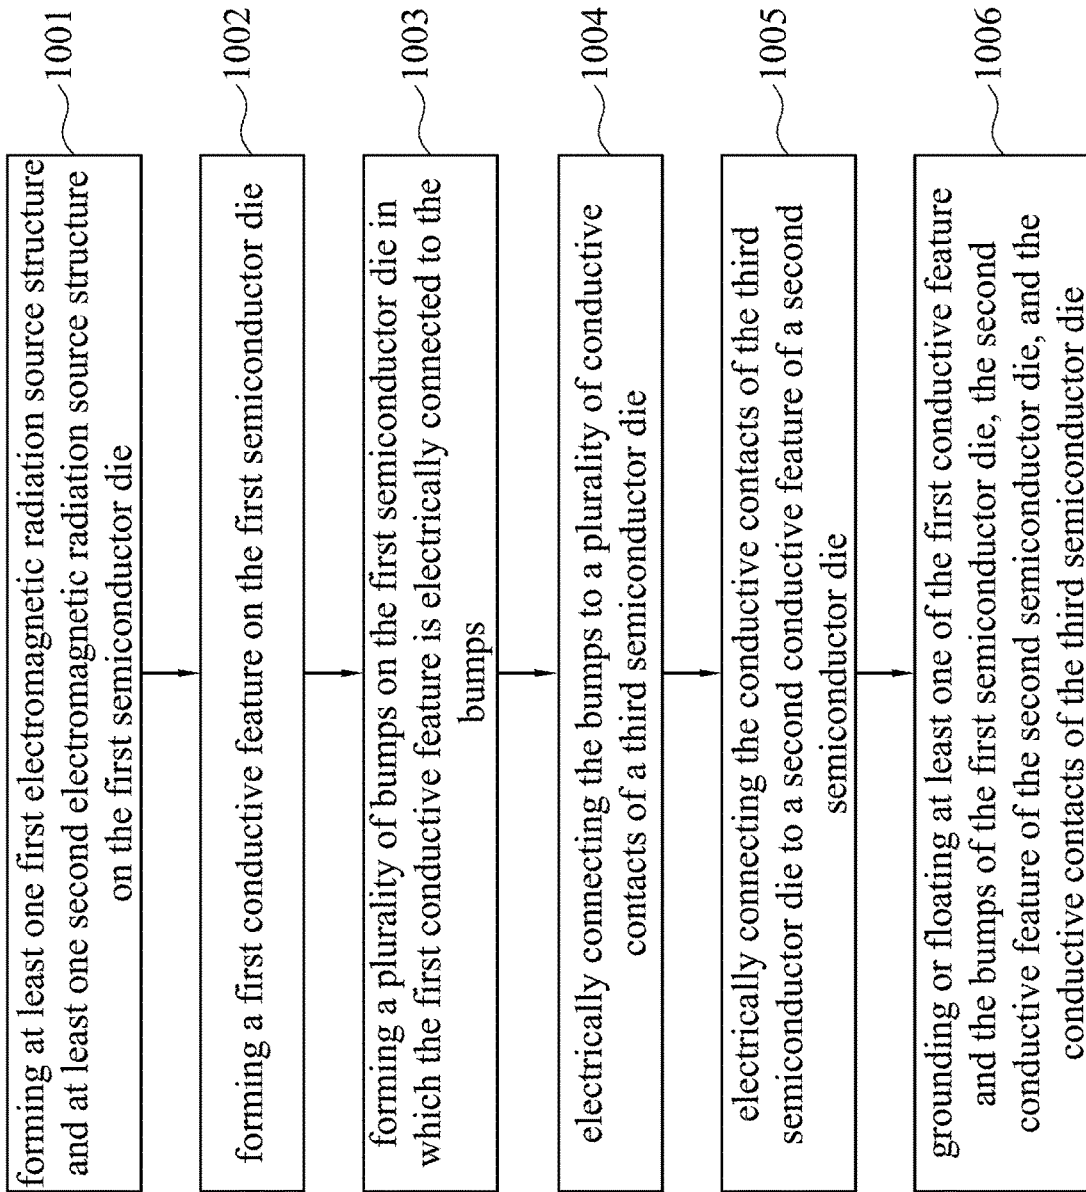 forming at least one first electromagnetic radiation source structure
and at least one second electromagnetic radiation source structure
on the first semiconductor die
1001
forming a first conductive feature on the first semiconductor die
1002
forming a plurality of bumps on the first semiconductor die in
which the first conductive feature is electrically connected to the
bumps
1003
electrically connecting the bumps to a plurality of conductive
contacts of a third semiconductor die
1004
electrically connecting the conductive contacts of the third
semiconductor die to a second conductive feature of a second
semiconductor die
1005
grounding or floating at least one of the first conductive feature
and the bumps of the first semiconductor die, the second
conductive feature of the second semiconductor die, and the
conductive contacts of the third semiconductor die
1006